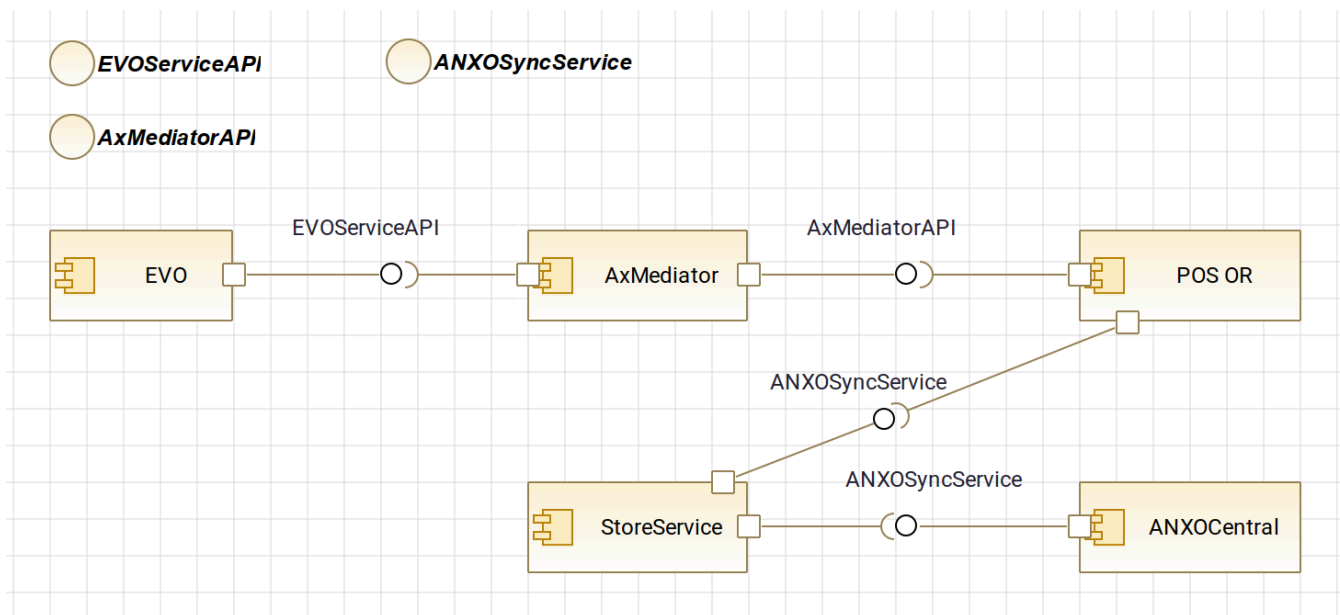 EVOServiceAPI
ANXOSyncService
AxMediatorAPI
EVOServiceAPI
AxMediatorAPI
EVO
AxMediator
POS OR
ANXOSyncService
ANXOSyncService
StoreService
ANXOCentral